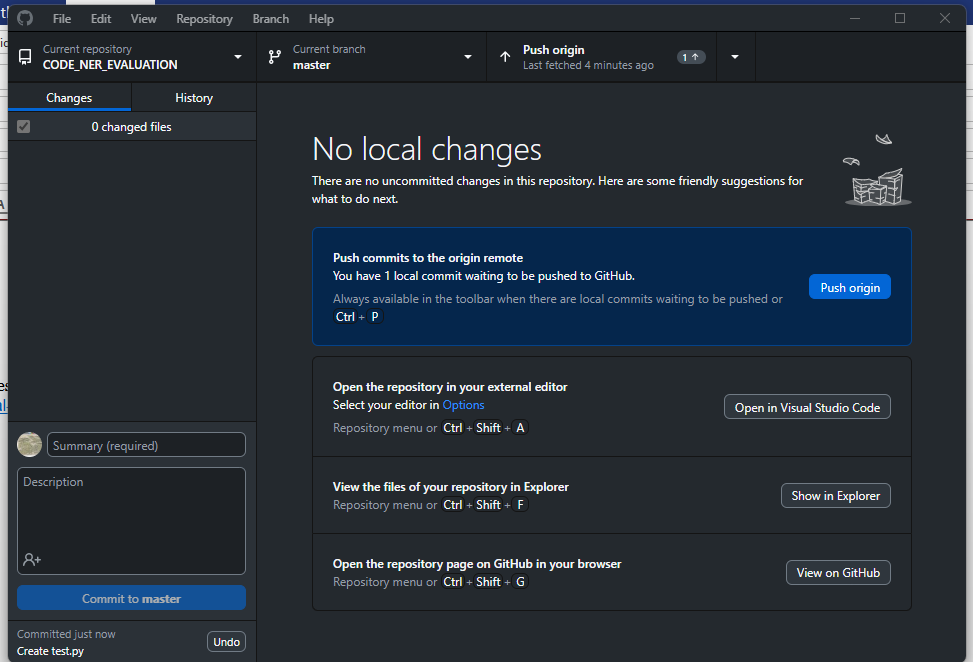 File Edit View Repository Branch Help
Current repository
CODE_NER_EVALUATION
Current branch
master
Push origin
Last fetched 4 minutes ago
1
Changes History
0 changed files
No local changes
There are no uncommitted changes in this repository. Here are some friendly suggestions for
what to do next.
Push commits to the origin remote
You have 1 local commit waiting to be pushed to GitHub.
Always available in the toolbar when there are local commits waiting to be pushed or
Ctrl + P
Push origin
Open the repository in your external editor
Select your editor in Options
Repository menu or Ctrl + Shift + A
Open in Visual Studio Code
View the files of your repository in Explorer
Repository menu or Ctrl + Shift + F
Show in Explorer
Open the repository page on GitHub in your browser
Repository menu or Ctrl + Shift + G
View on GitHub
Summary (required)
Description
Commit to master
Committed just now
Create test.py
Undo